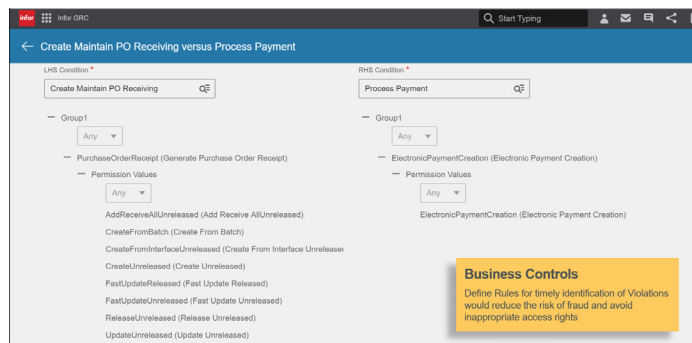 infor Infor GRC Start Typing
Create Maintain PO Receiving versus Process Payment
LHS Condition * RHS Condition *
Create Maintain PO Receiving Process Payment
Group1 Group1
Any Any
PurchaseOrderReceipt (Generate Purchase Order Receipt) ElectronicPaymentCreation (Electronic Payment Creation)
Permission Values Permission Values
Any Any
AddReceiveAllUnreleased (Add Receive AllUnreleased) ElectronicPaymentCreation (Electronic Payment Creation)
CreateFromBatch (Create From Batch)
CreateFromInterfaceUnreleased (Create From Interface Unreleased
CreateUnreleased (Create Unreleased)
FastUpdateReleased (Fast Update Released)
FastUpdateUnreleased (Fast Update Unreleased)
ReleaseUnreleased (Release Unreleased)
UpdateUnreleased (Update Unreleased)
Business Controls
Define Rules for timely identification of Violations
would reduce the risk of fraud and avoid
inappropriate access rights